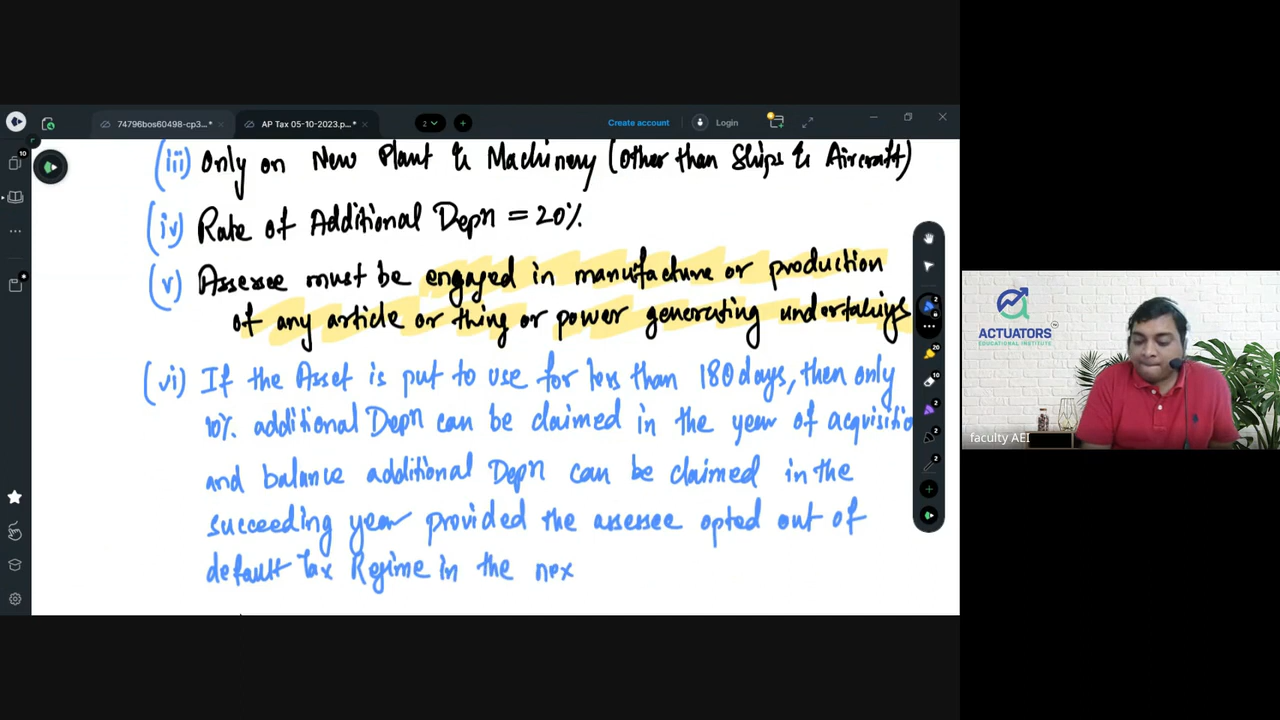 74796bos60498-cp3...*
AP Tax 05-10-2023.p...*
2
Create account
Login
(iii) Only on New Plant & Machinery (Other than Ships & Aircraft)
(iv) Rate of Additional Depn = 20%
(v) Assessee must be engaged in manufacture or production
of any article or thing or power generating undertakings
(vi) If the Asset is put to use for less than 180 days, then only
10% additional Depn can be claimed in the year of acquisitio
and balance additional Depn can be claimed in the
succeeding year provided the assessee opted out of
default Tax Regime in the nex
ACTUATORS
EDUCATIONAL INSTITUTE
faculty AEI